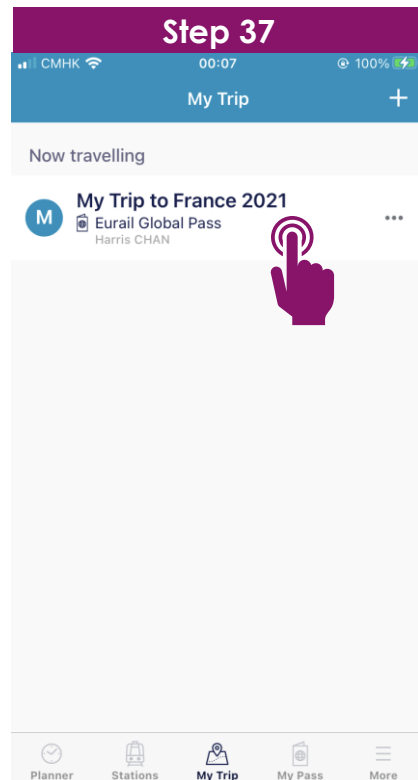 Step 37
CMHK 00:07 100%
My Trip +
Now travelling
M
My Trip to France 2021
Eurail Global Pass
Harris CHAN
Planner Stations My Trip My Pass More